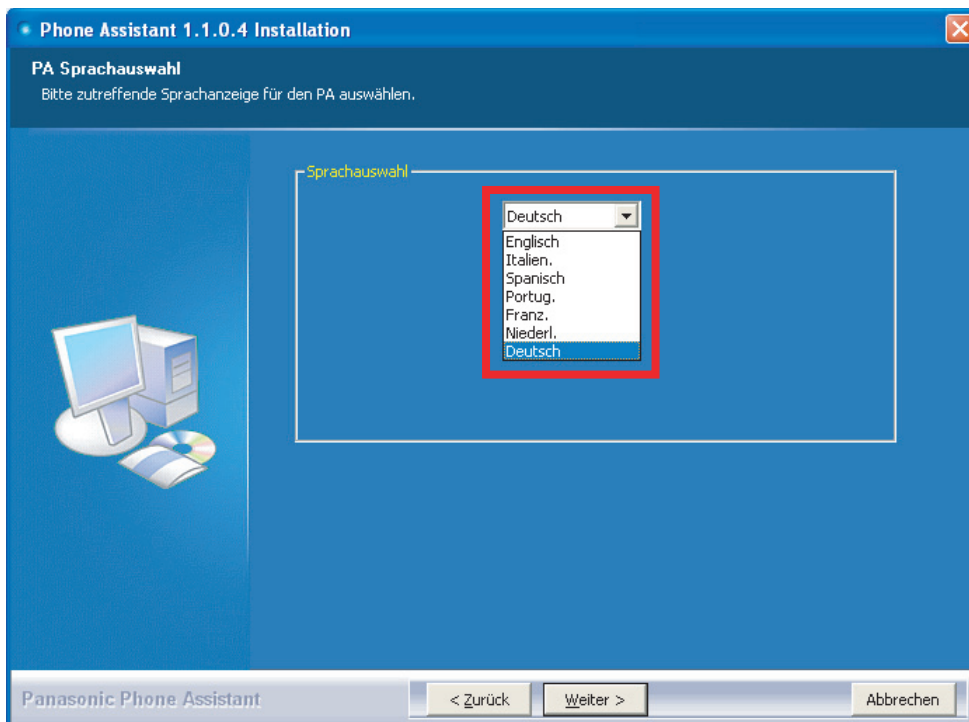 Phone Assistant 1.1.0.4 Installation
PA Sprachauswahl
Bitte zutreffende Sprachanzeige für den PA auswählen.
Sprachauswahl
Deutsch
Englisch
Italien.
Spanisch
Portug.
Franz.
Niederl.
Deutsch
Panasonic Phone Assistant
< Zurück
Weiter >
Abbrechen